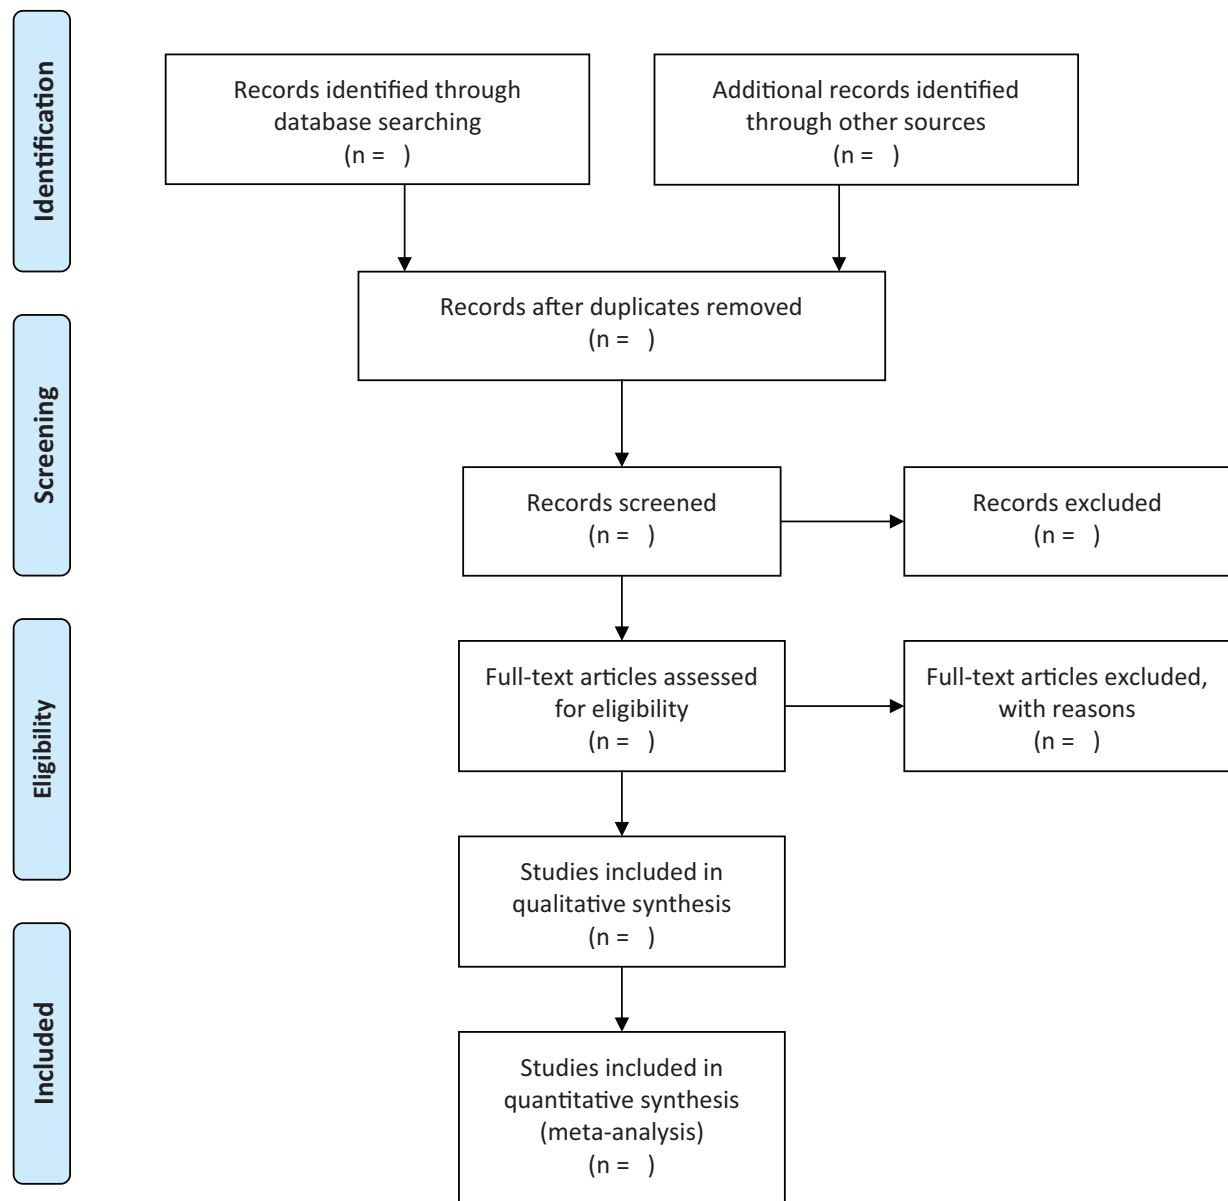 Identification
Records identified through
database searching
(n =   )
Additional records identified
through other sources
(n =   )
Records after duplicates removed
(n =   )
Screening
Records screened
(n =   )
Records excluded
(n =   )
Eligibility
Full-text articles assessed
for eligibility
(n =   )
Full-text articles excluded,
with reasons
(n =   )
Studies included in
qualitative synthesis
(n =   )
Included
Studies included in
quantitative synthesis
(meta-analysis)
(n =   )